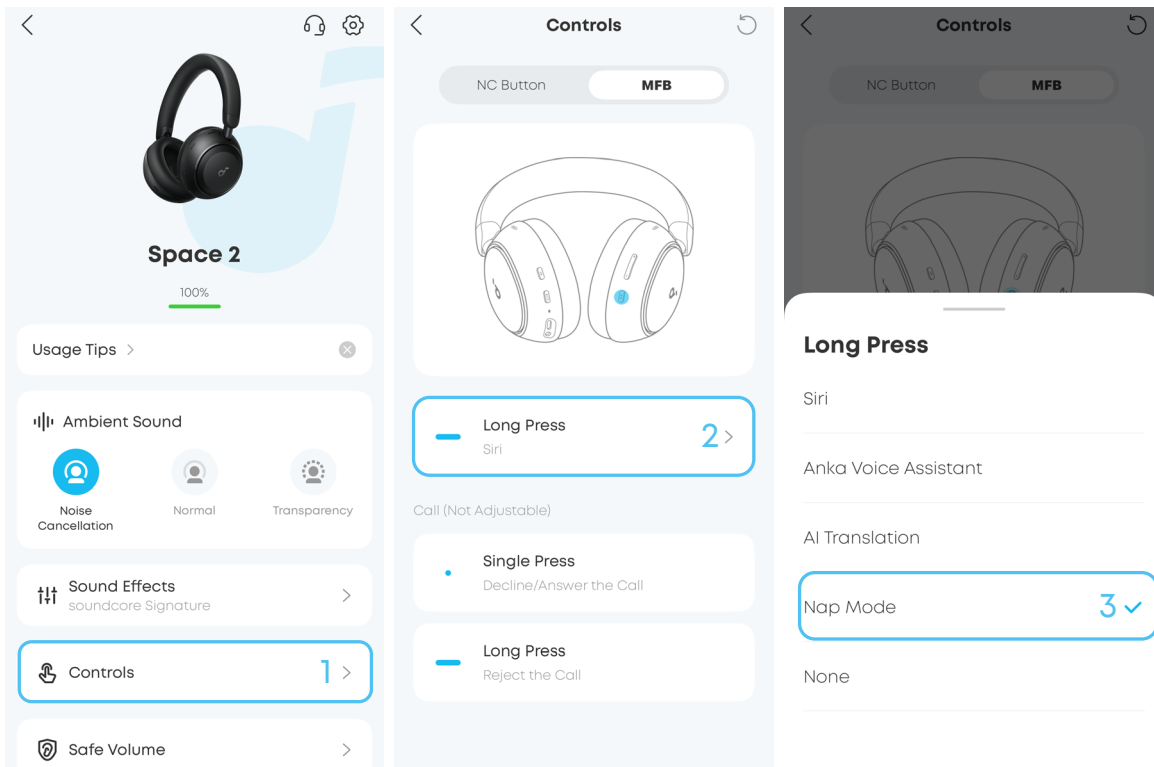 Space 2
100%
Usage Tips
Ambient Sound
Noise
Cancellation
Normal
Transparency
Sound Effects
soundcore Signature
Controls
1
Safe Volume
Controls
NC Button
MFB
Long Press
Siri
2
Call (Not Adjustable)
Single Press
Decline/Answer the Call
Long Press
Reject the Call
Controls
NC Button
MFB
Long Press
Siri
Anka Voice Assistant
AI Translation
Nap Mode
3
None